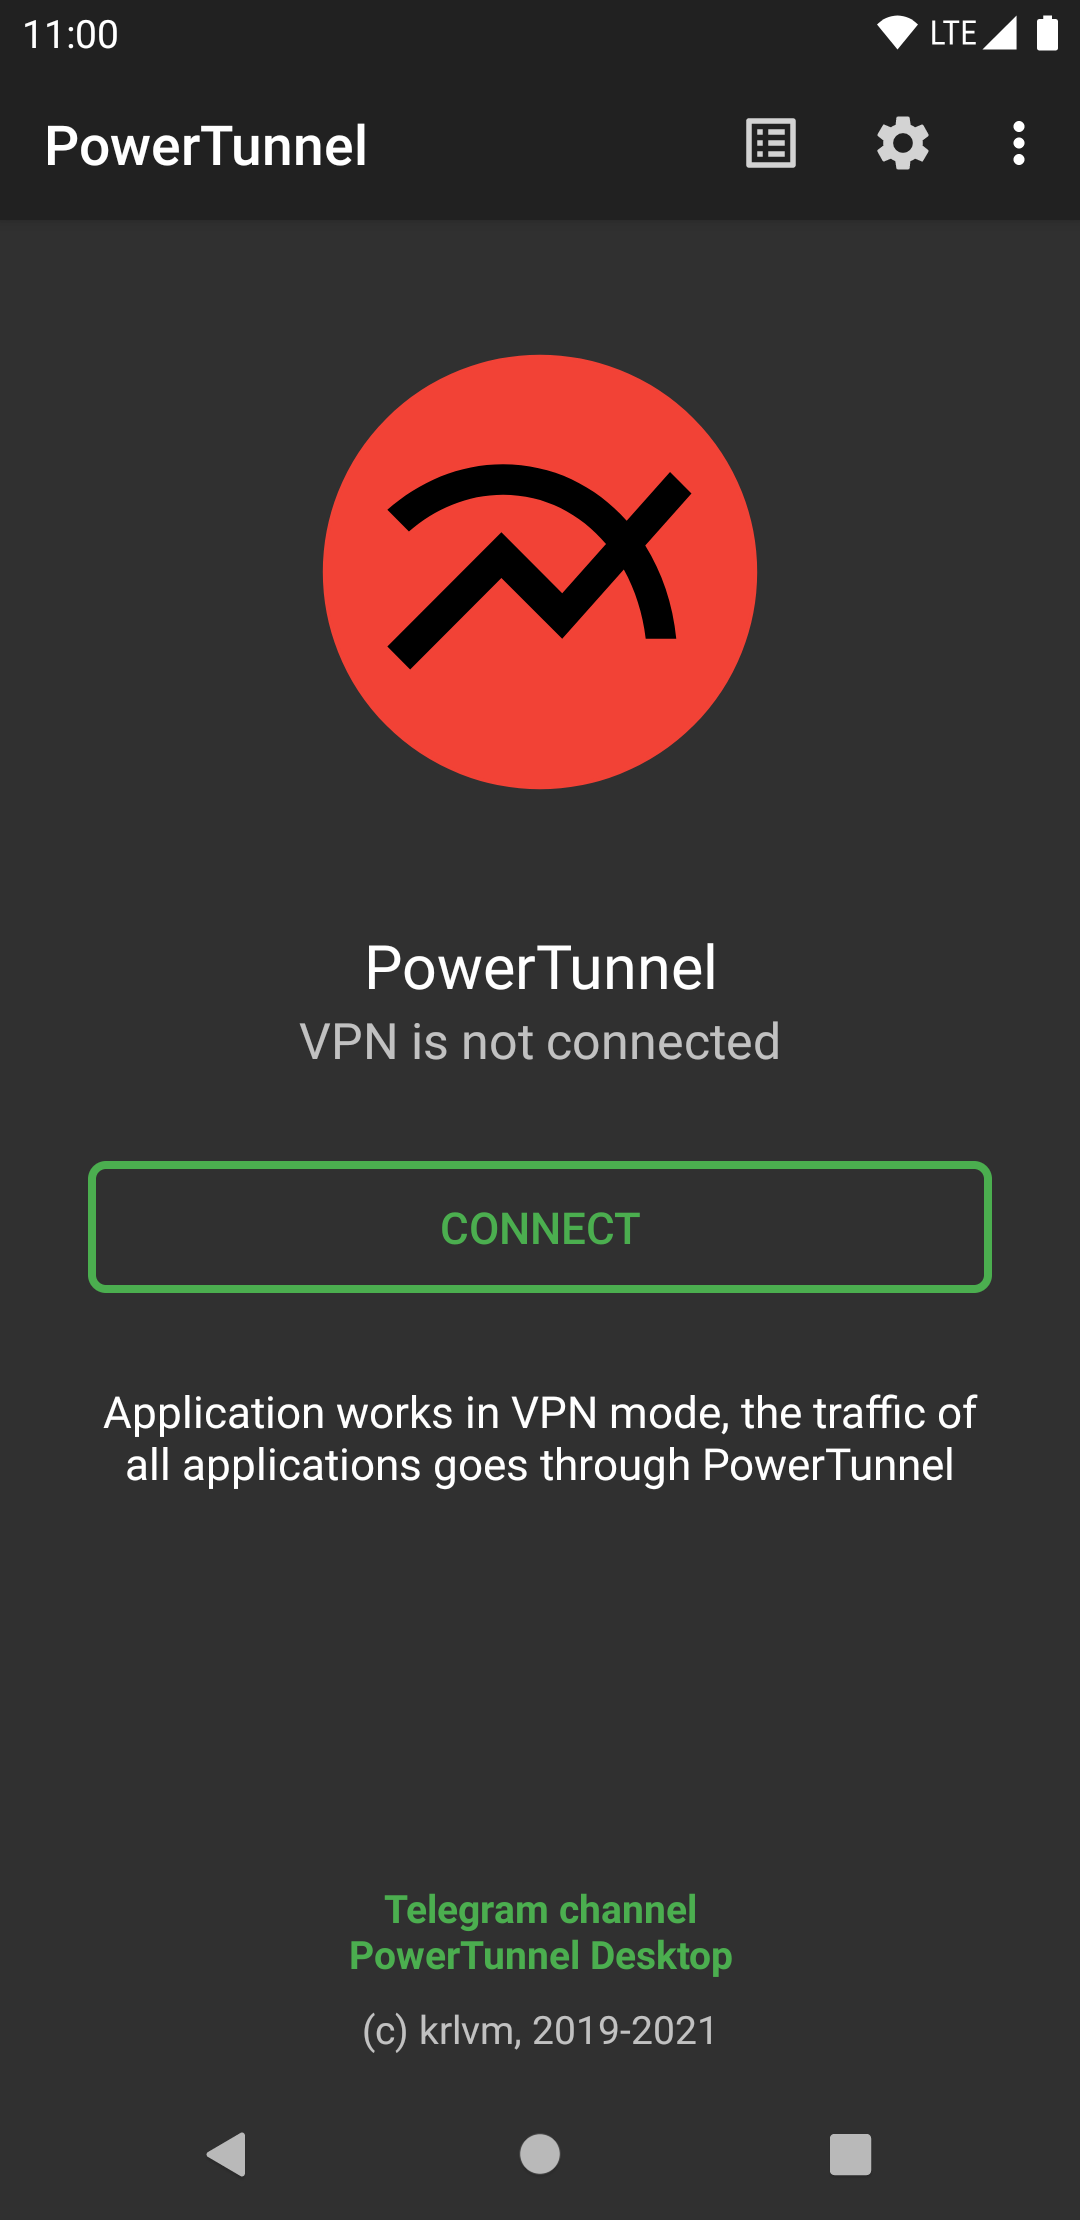 11:00
LTE
PowerTunnel
PowerTunnel
VPN is not connected
CONNECT
Application works in VPN mode, the traffic of
all applications goes through PowerTunnel
Telegram channel
PowerTunnel Desktop
(c) krlvm, 2019-2021